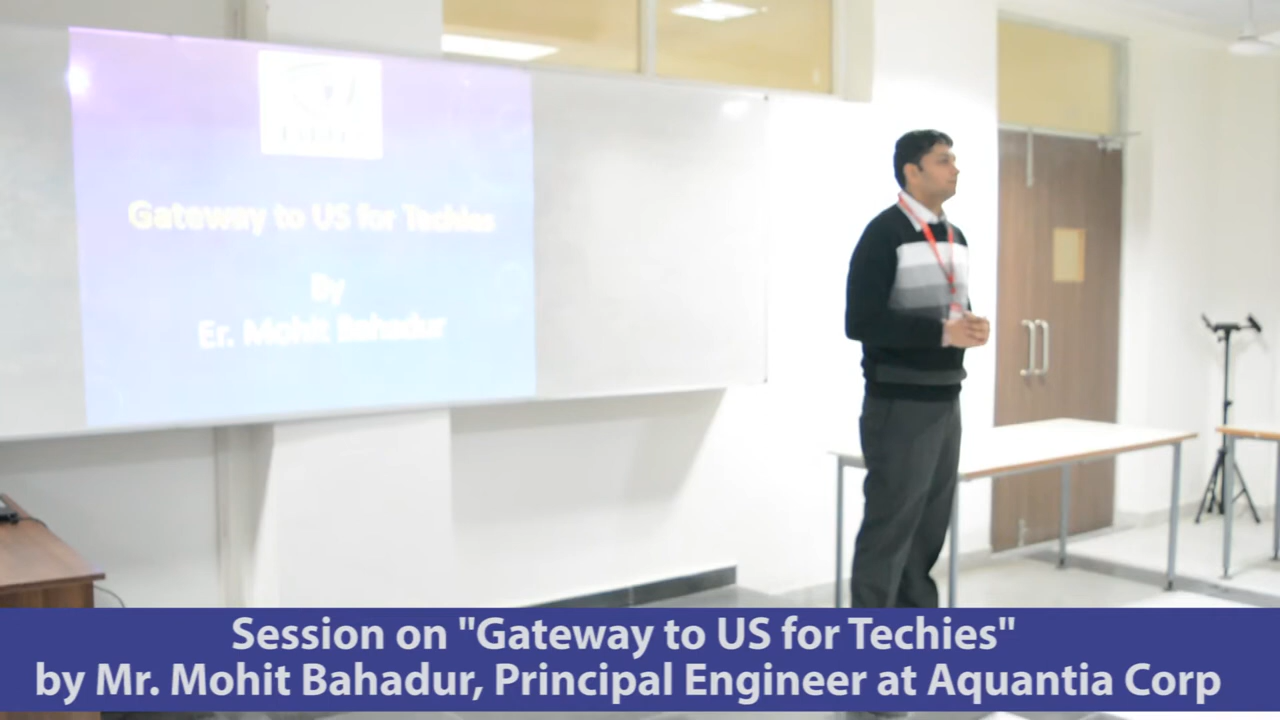 Gateway to US for Techies
By
Er. Mohit Bahadur
Session on "Gateway to US for Techies"
by Mr. Mohit Bahadur, Principal Engineer at Aquantia Corp